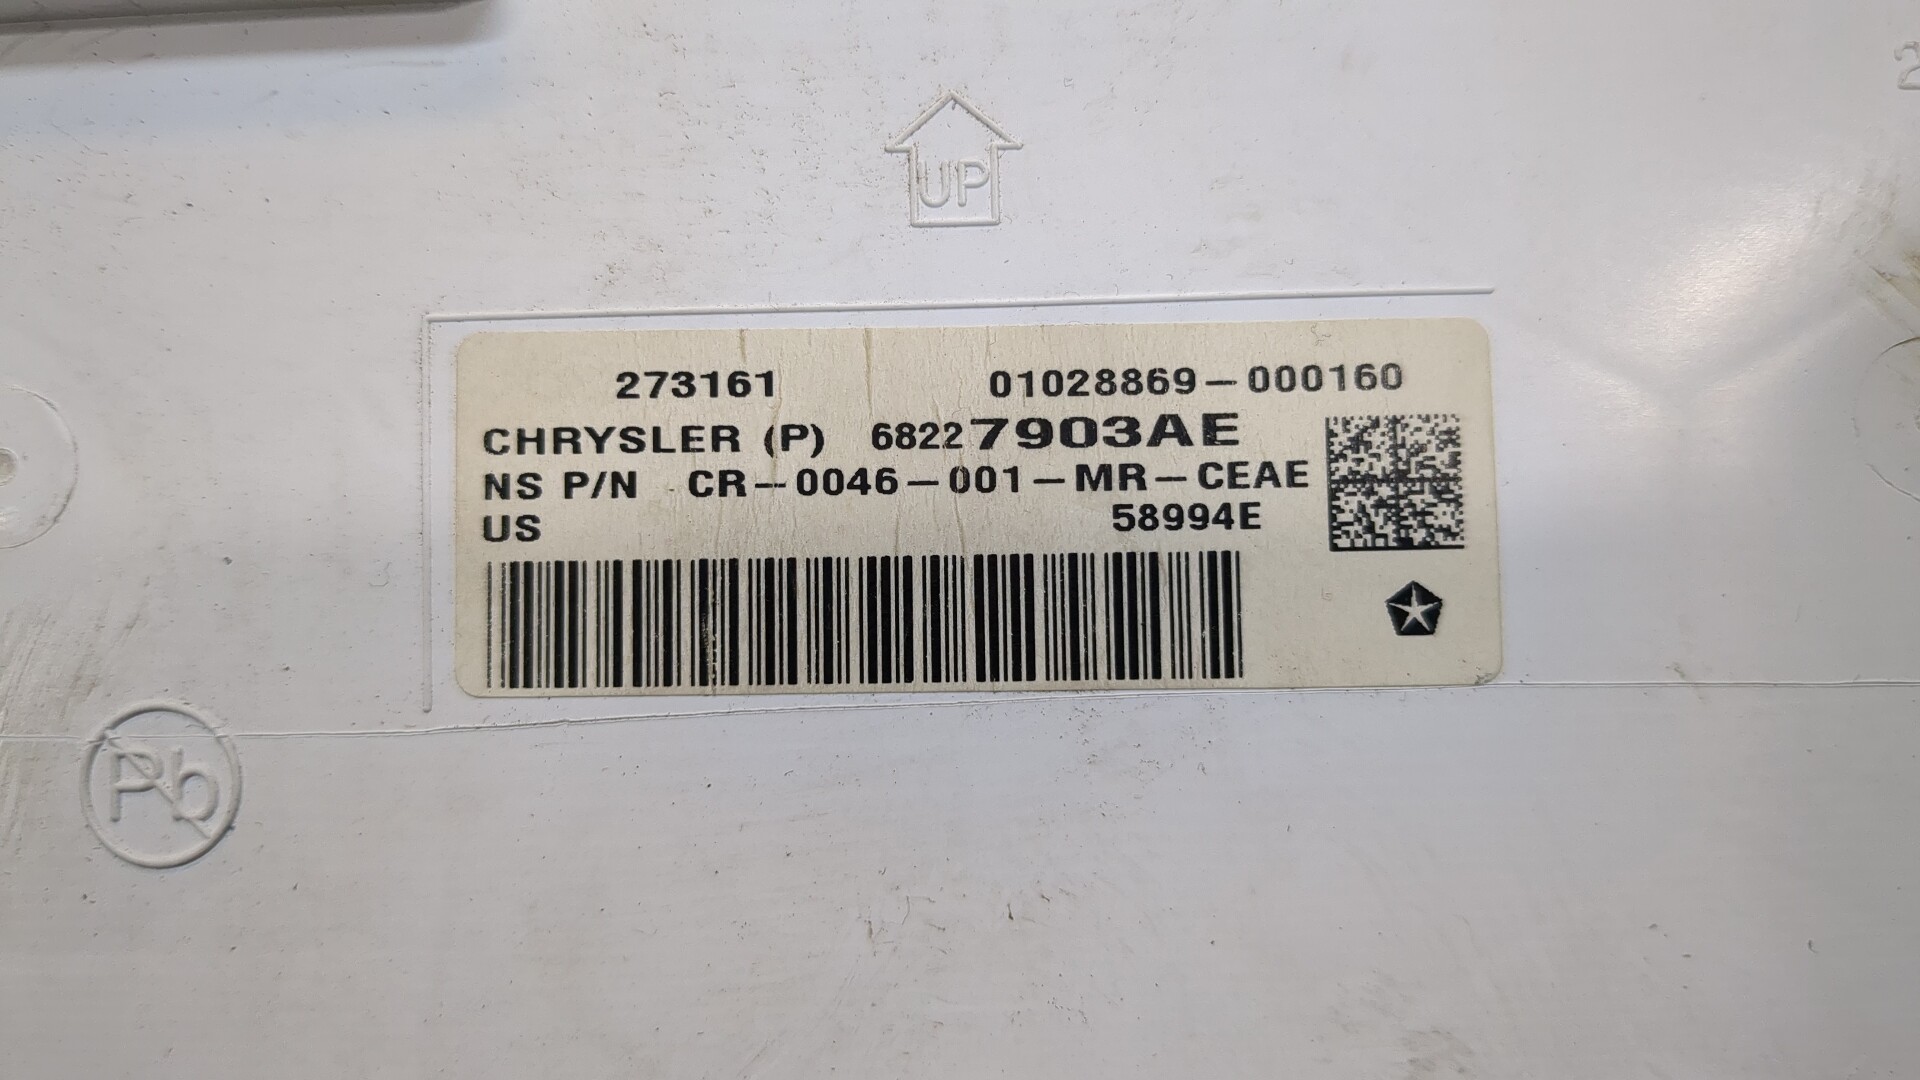 UP
273161 01028869-000160
CHRYSLER (P) 68227903AE
NS P/N CR-0046-001-MR-CEAE
US 58994E
Pb